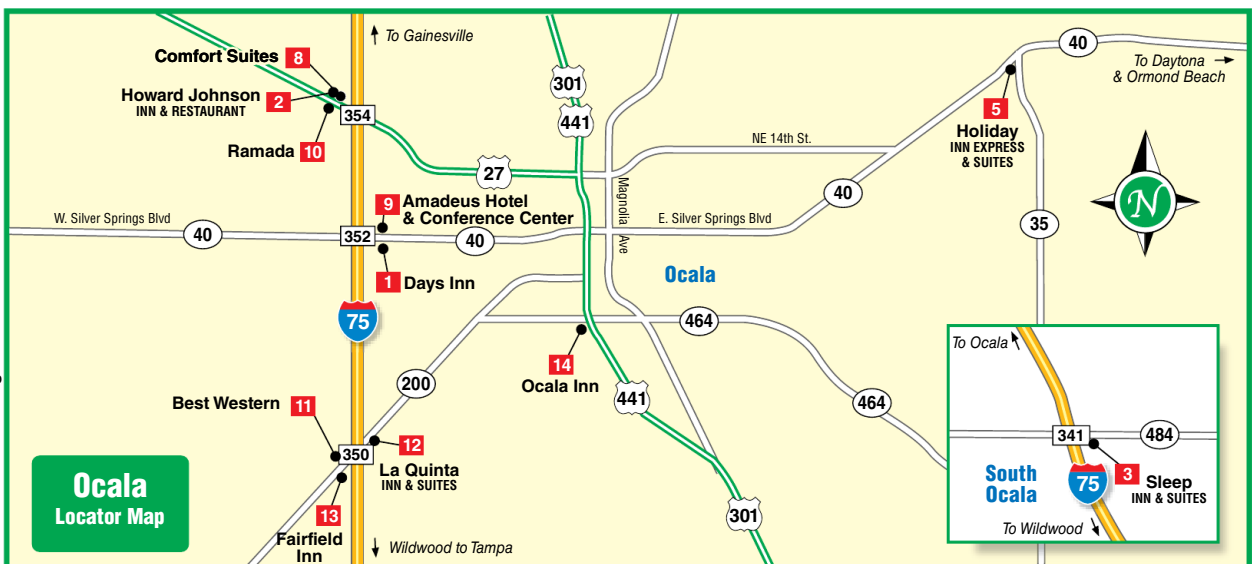 To Gainesville
Comfort Suites 8
Howard Johnson 2
INN & RESTAURANT
Ramada 10
354
301
441
27
NE 14th St.
40
To Daytona
& Ormond Beach
5
Holiday
INN EXPRESS
& SUITES
N
9 Amadeus Hotel
& Conference Center
W. Silver Springs Blvd
40
352
40
E. Silver Springs Blvd
40
Magnolia Ave
35
1 Days Inn
Ocala
75
464
14
Ocala Inn
200
441
464
Best Western 11
350
12
La Quinta
INN & SUITES
13
Fairfield
Inn
301
Wildwood to Tampa
Ocala
Locator Map
To Ocala
341
484
South
Ocala
75
3 Sleep
INN & SUITES
To Wildwood